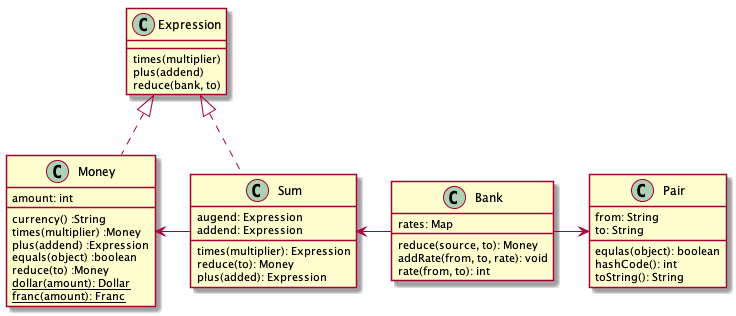 C Expression
times(multiplier)
plus(addend)
reduce(bank, to)
C Money
amount: int
currency() :String
times(multiplier) :Money
plus(addend) :Expression
equals(object) :boolean
reduce(to) :Money
dollar(amount): Dollar
franc(amount): Franc
C Sum
augend: Expression
addend: Expression
times(multiplier): Expression
reduce(to): Money
plus(added): Expression
C Bank
rates: Map
reduce(source, to): Money
addRate(from, to, rate): void
rate(from, to): int
C Pair
from: String
to: String
equlas(object): boolean
hashCode(): int
toString(): String